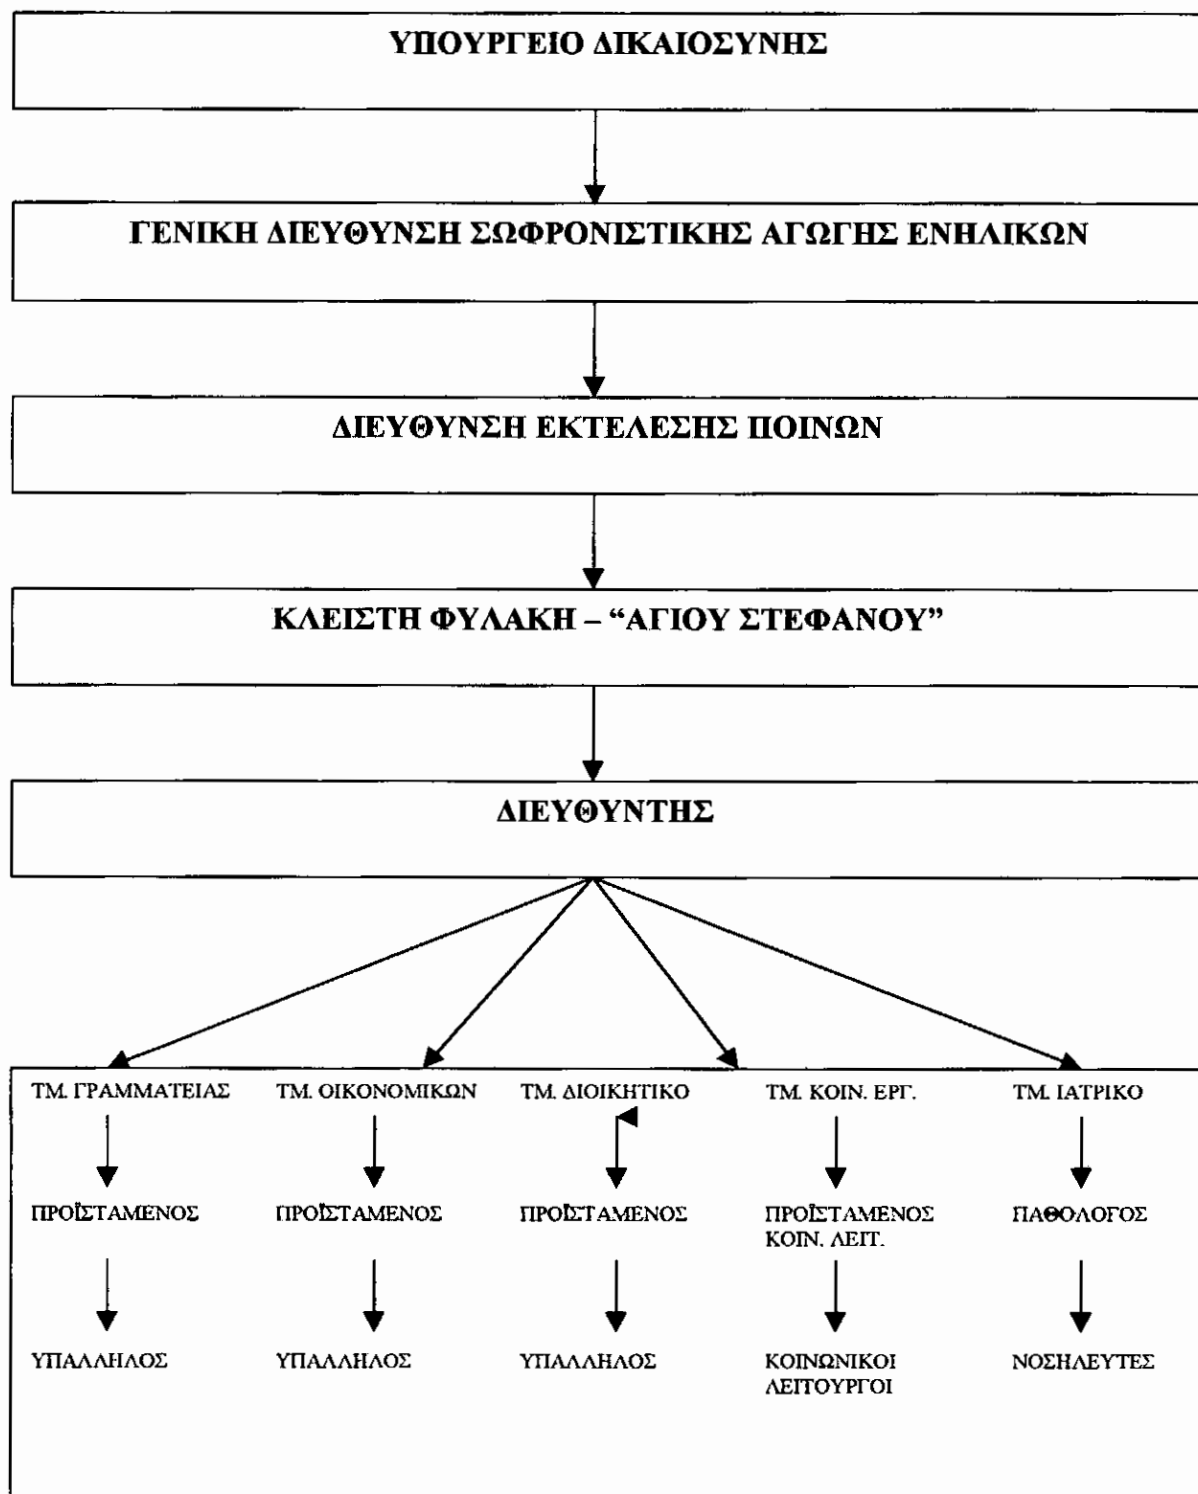 ΥΠΟΥΡΓΕΙΟ ΔΙΚΑΙΟΣΥΝΗΣ
ΓΕΝΙΚΗ ΔΙΕΥΘΥΝΣΗ ΣΩΦΡΟΝΙΣΤΙΚΗΣ ΑΓΩΓΗΣ ΕΝΗΛΙΚΩΝ
ΔΙΕΥΘΥΝΣΗ ΕΚΤΕΛΕΣΗΣ ΠΟΙΝΩΝ
ΚΛΕΙΣΤΗ ΦΥΛΑΚΗ – “ΑΓΙΟΥ ΣΤΕΦΑΝΟΥ”
ΔΙΕΥΘΥΝΤΗΣ
ΤΜ. ΓΡΑΜΜΑΤΕΙΑΣ ΤΜ. ΟΙΚΟΝΟΜΙΚΩΝ ΤΜ. ΔΙΟΙΚΗΤΙΚΟ ΤΜ. ΚΟΙΝ. ΕΡΓ. ΤΜ. ΙΑΤΡΙΚΟ
ΠΡΟΪΣΤΑΜΕΝΟΣ ΠΡΟΪΣΤΑΜΕΝΟΣ ΠΡΟΪΣΤΑΜΕΝΟΣ ΠΡΟΪΣΤΑΜΕΝΟΣ ΠΑΘΟΛΟΓΟΣ
ΚΟΙΝ. ΛΕΙΤ.
ΥΠΑΛΛΗΛΟΣ ΥΠΑΛΛΗΛΟΣ ΥΠΑΛΛΗΛΟΣ ΚΟΙΝΩΝΙΚΟΙ ΝΟΣΗΛΕΥΤΕΣ
ΛΕΙΤΟΥΡΓΟΙ